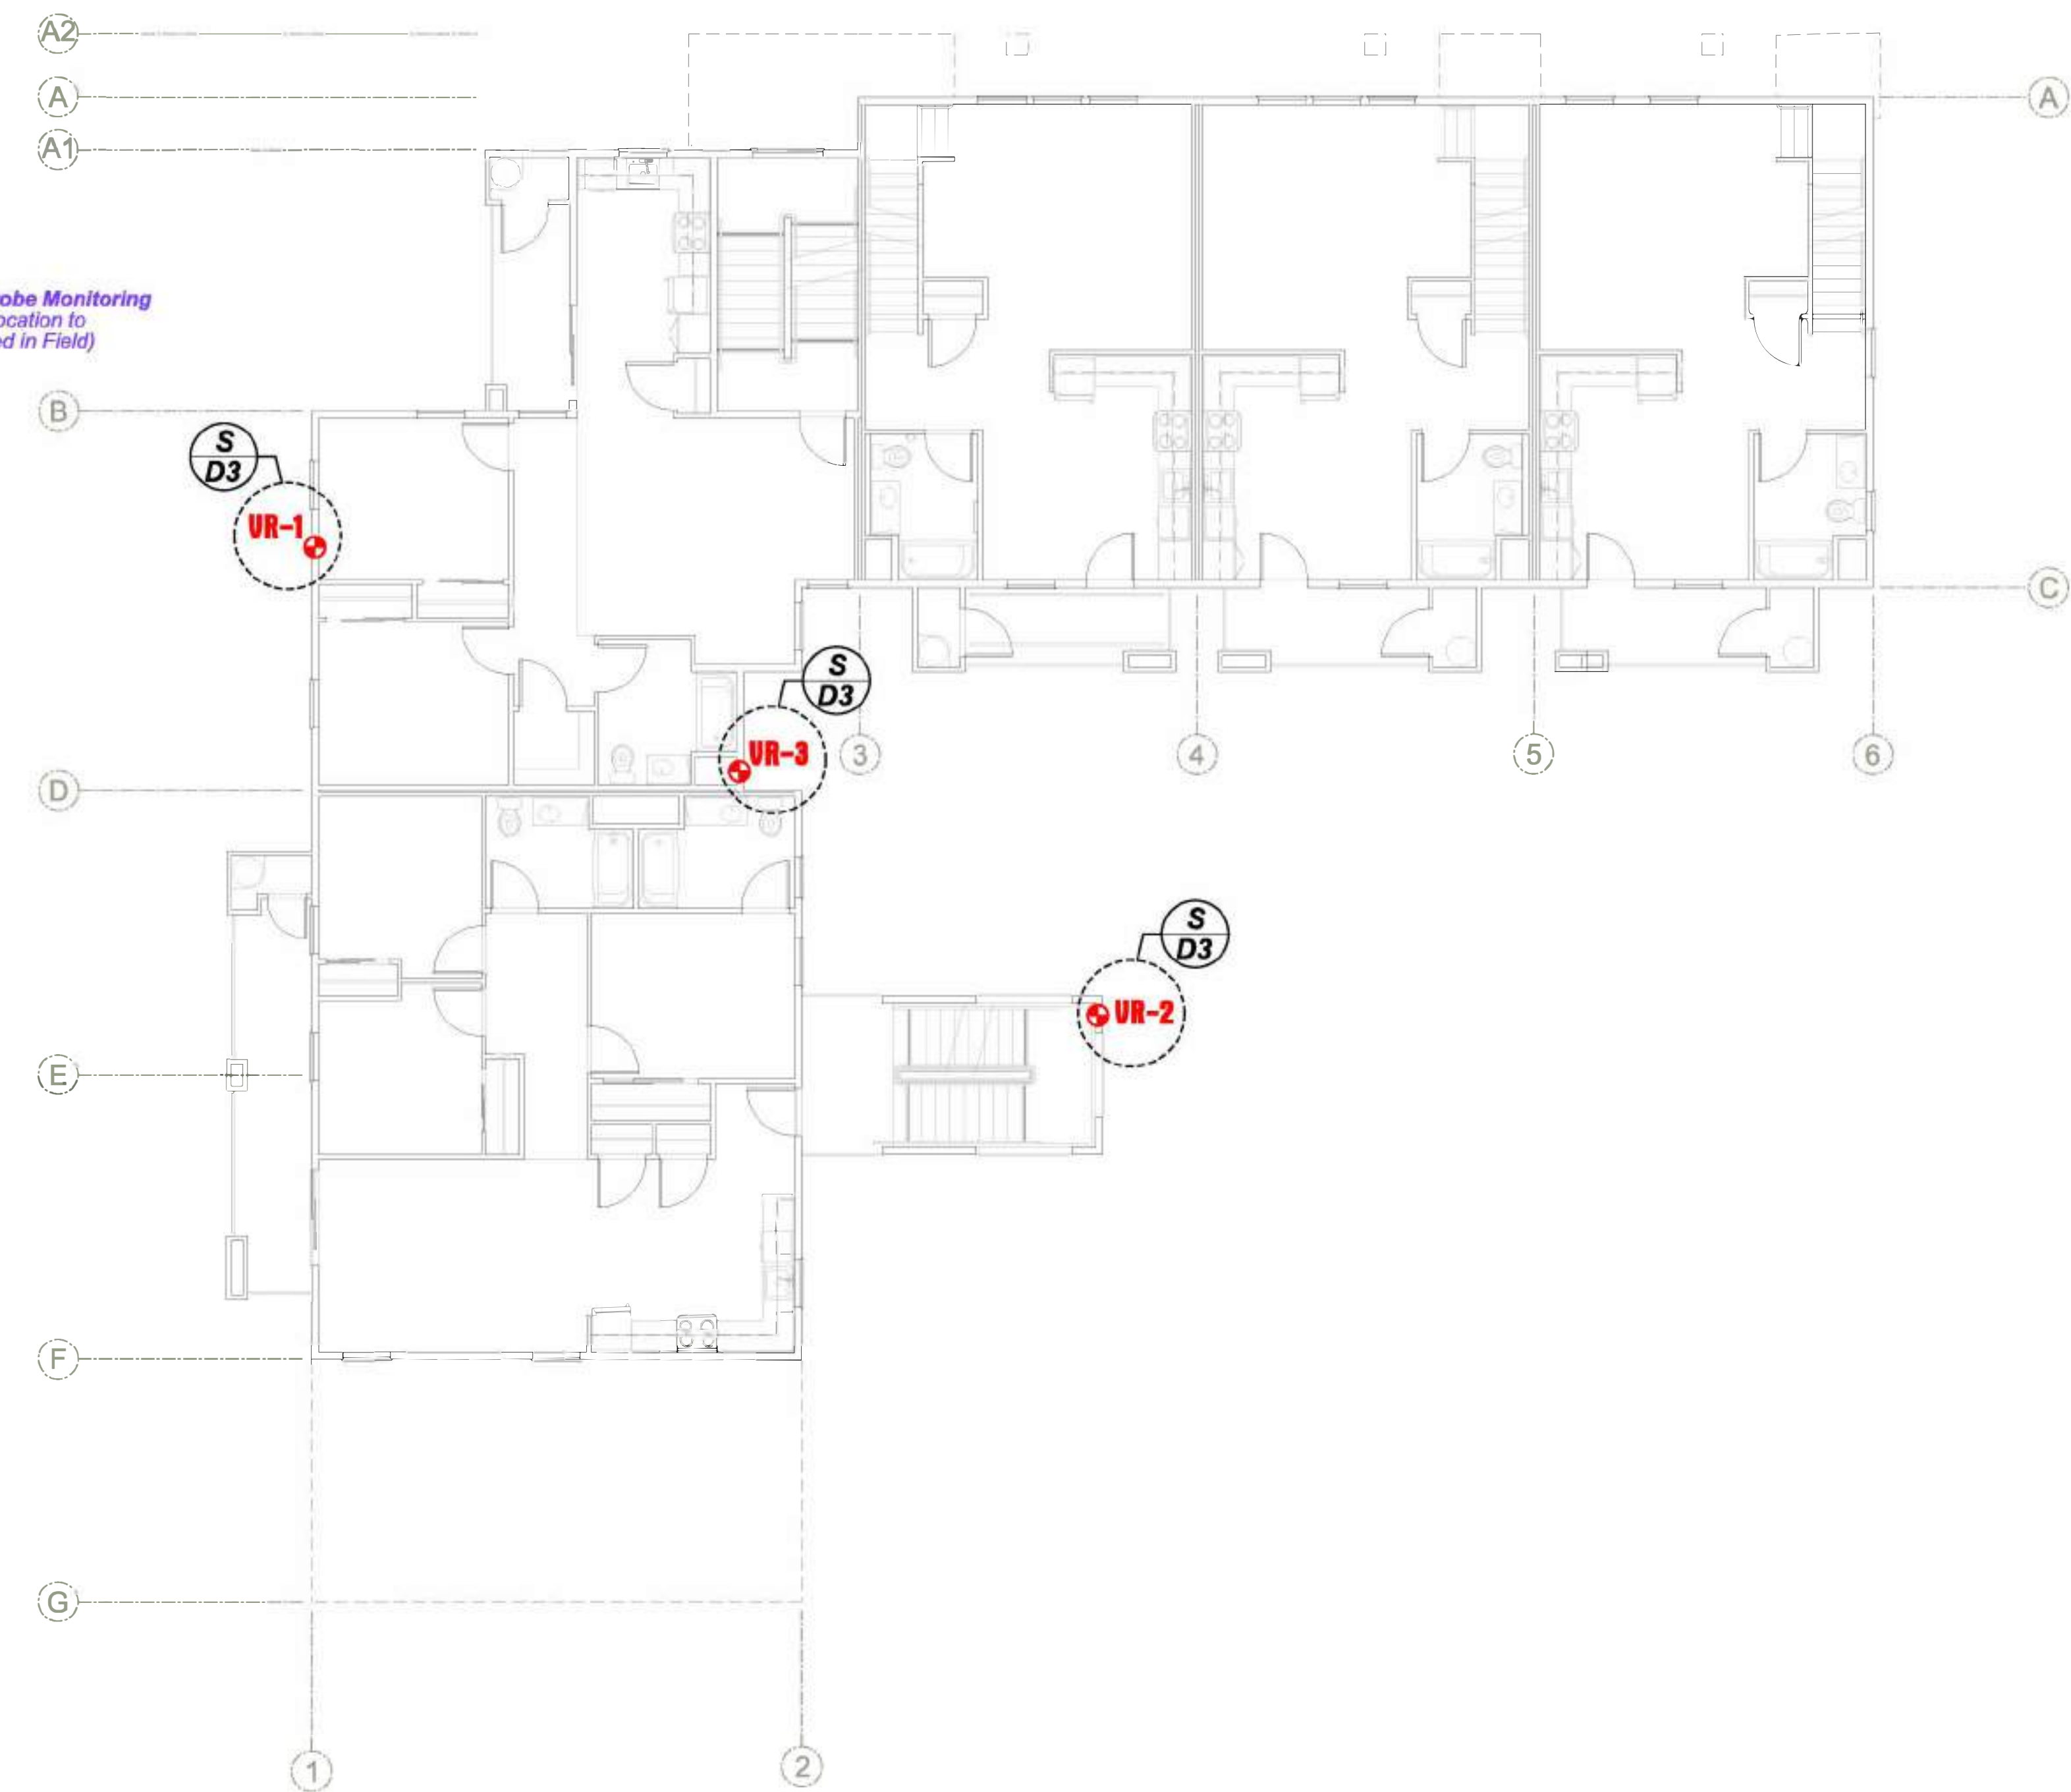 A2
A
A
A1
obe Monitoring
ocation to
ed in Field)
B
S
D3
VR-1
C
S
D3
VR-3
3
4
5
6
D
S
D3
VR-2
E
F
G
1
2